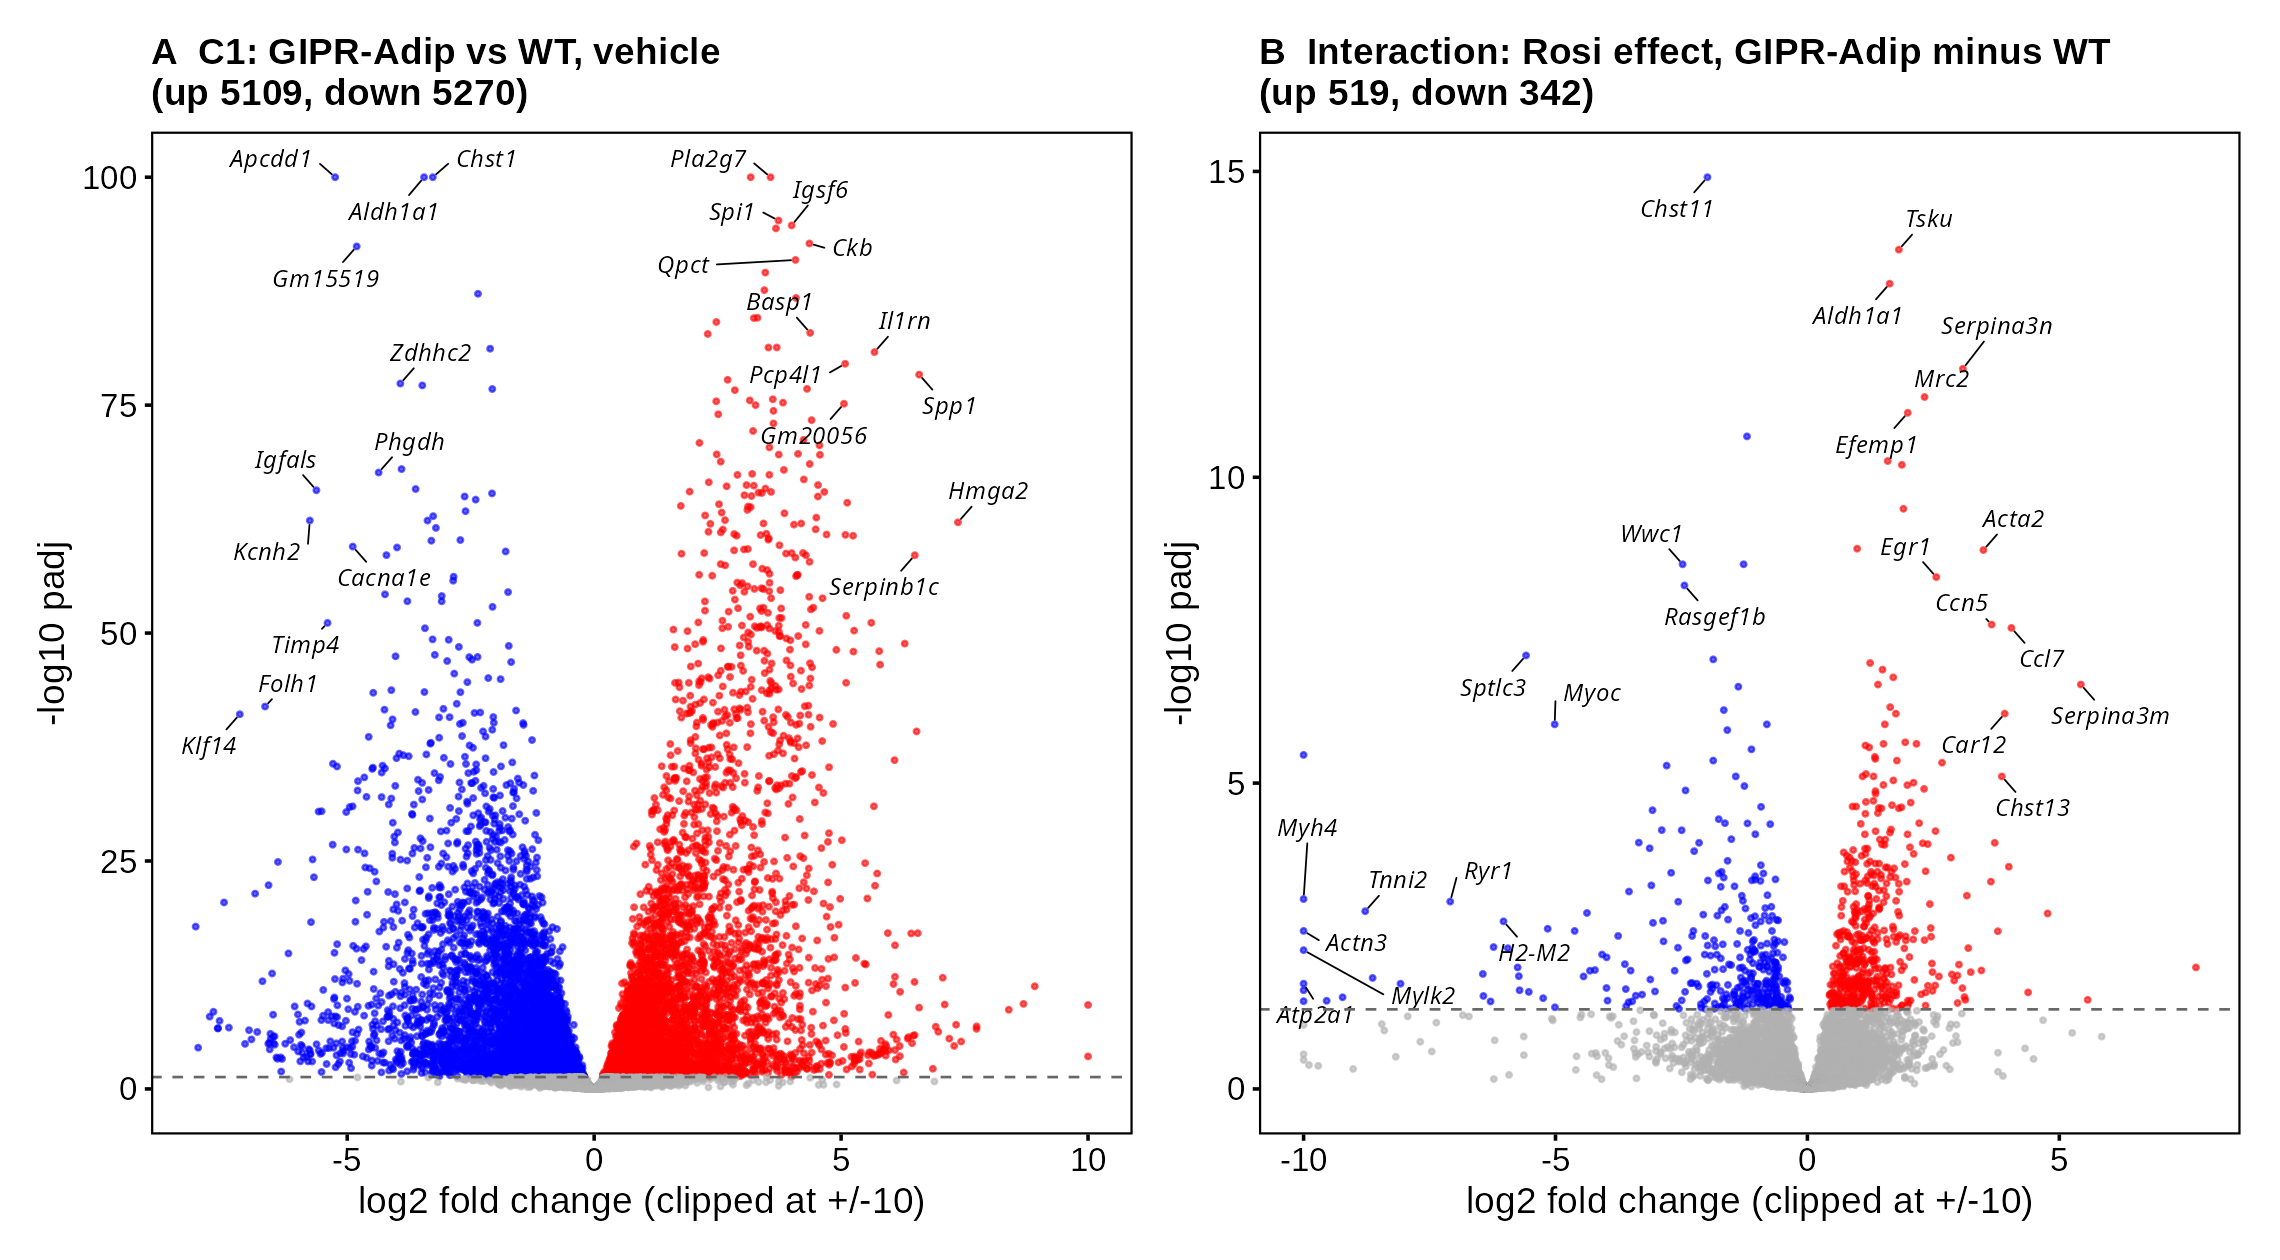 A C1: GIPR-Adip vs WT, vehicle
(up 5109, down 5270)
Apcdd1
Chst1
Pla2g7
100
Igsf6
Aldh1a1
Spi1
Ckb
Qpct
Gm15519
Basp1
Il1rn
Zdhhc2
Pcp4l1
75
Spp1
Gm20056
Phgdh
Igfals
Hmga2
Kcnh2
Cacna1e
Serpinb1c
50
Timp4
Folh1
Klf14
25
0
-log10 padj
-5
0
5
10
log2 fold change (clipped at +/-10)
B Interaction: Rosi effect, GIPR-Adip minus WT
(up 519, down 342)
15
Chst11
Tsku
Aldh1a1
Serpina3n
Mrc2
Efemp1
10
Acta2
Wwc1
Egr1
Ccn5
Rasgef1b
Ccl7
Sptlc3
Myoc
Serpina3m
Car12
5
Chst13
Myh4
Ryr1
Tnni2
Actn3
H2-M2
Mylk2
Atp2a1
0
-log10 padj
-10
-5
0
5
log2 fold change (clipped at +/-10)